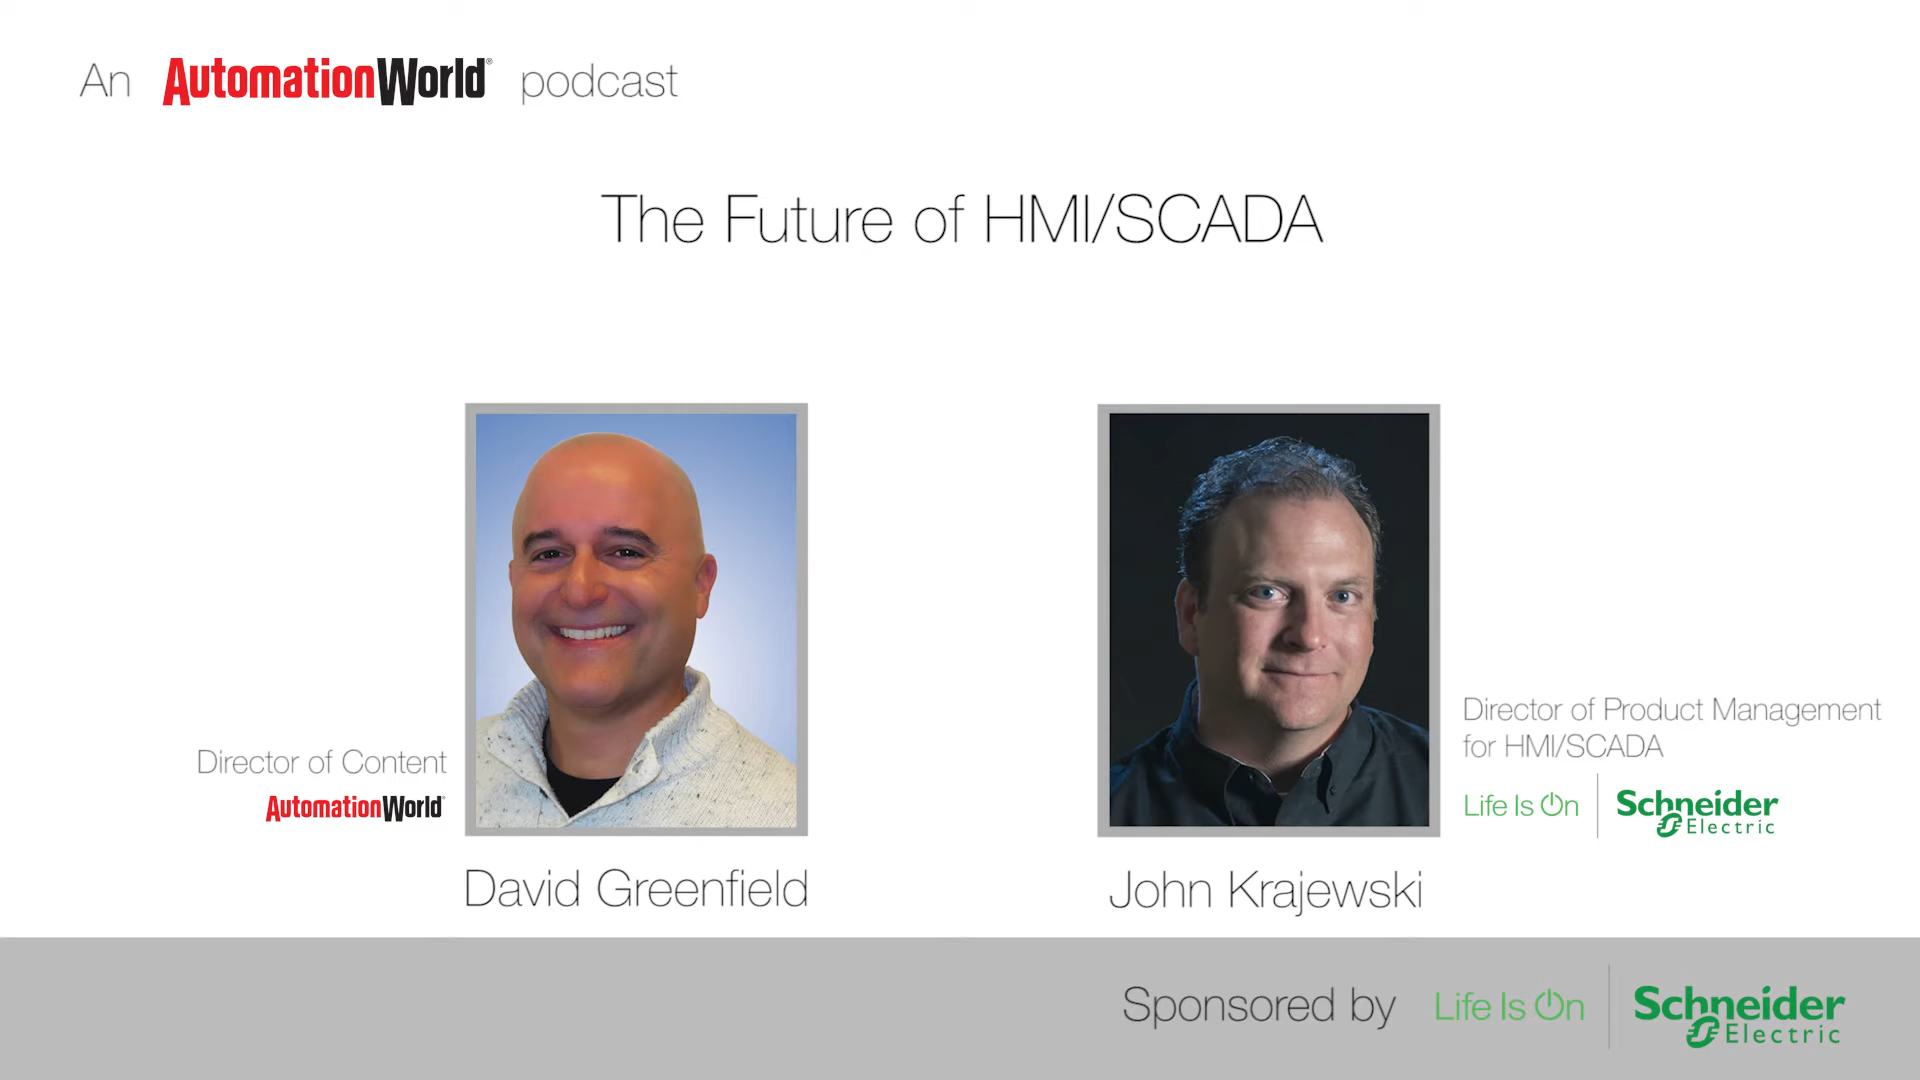 An AutomationWorld® podcast
The Future of HMI/SCADA
Director of Content
AutomationWorld®
David Greenfield
Director of Product Management
for HMI/SCADA
Life Is On
Schneider
Electric
John Krajewski
Sponsored by
Life Is On
Schneider
Electric